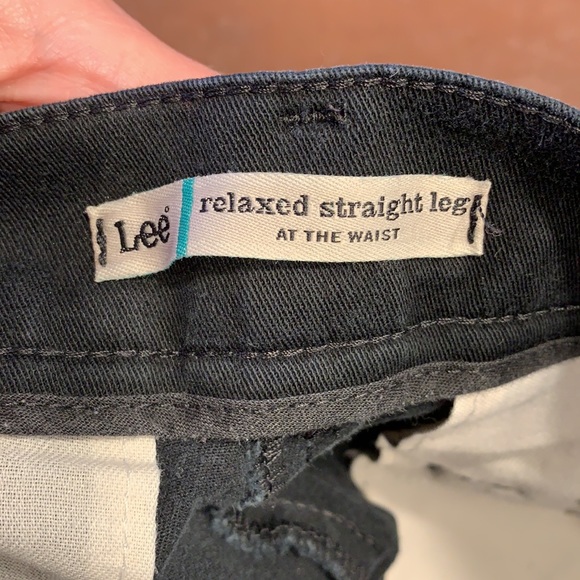 Lee® relaxed straight leg
AT THE WAIST